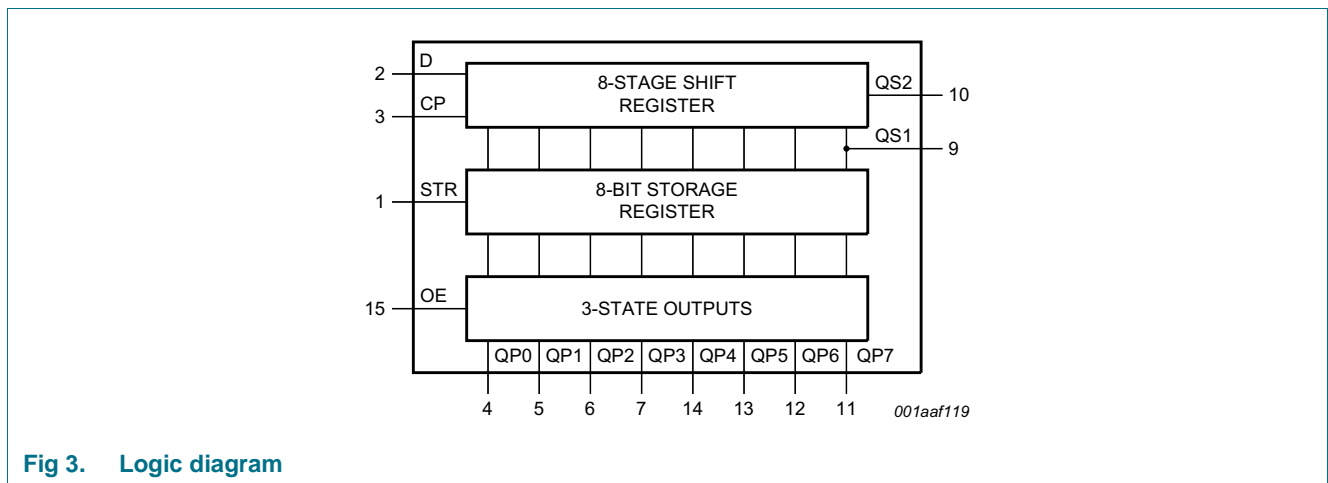 D
2
8-STAGE SHIFT
REGISTER
QS2
10
CP
3
QS1
9
STR
1
8-BIT STORAGE
REGISTER
OE
15
3-STATE OUTPUTS
QP0 QP1 QP2 QP3 QP4 QP5 QP6 QP7
4 5 6 7 14 13 12 11
001aaf119
Fig 3. Logic diagram